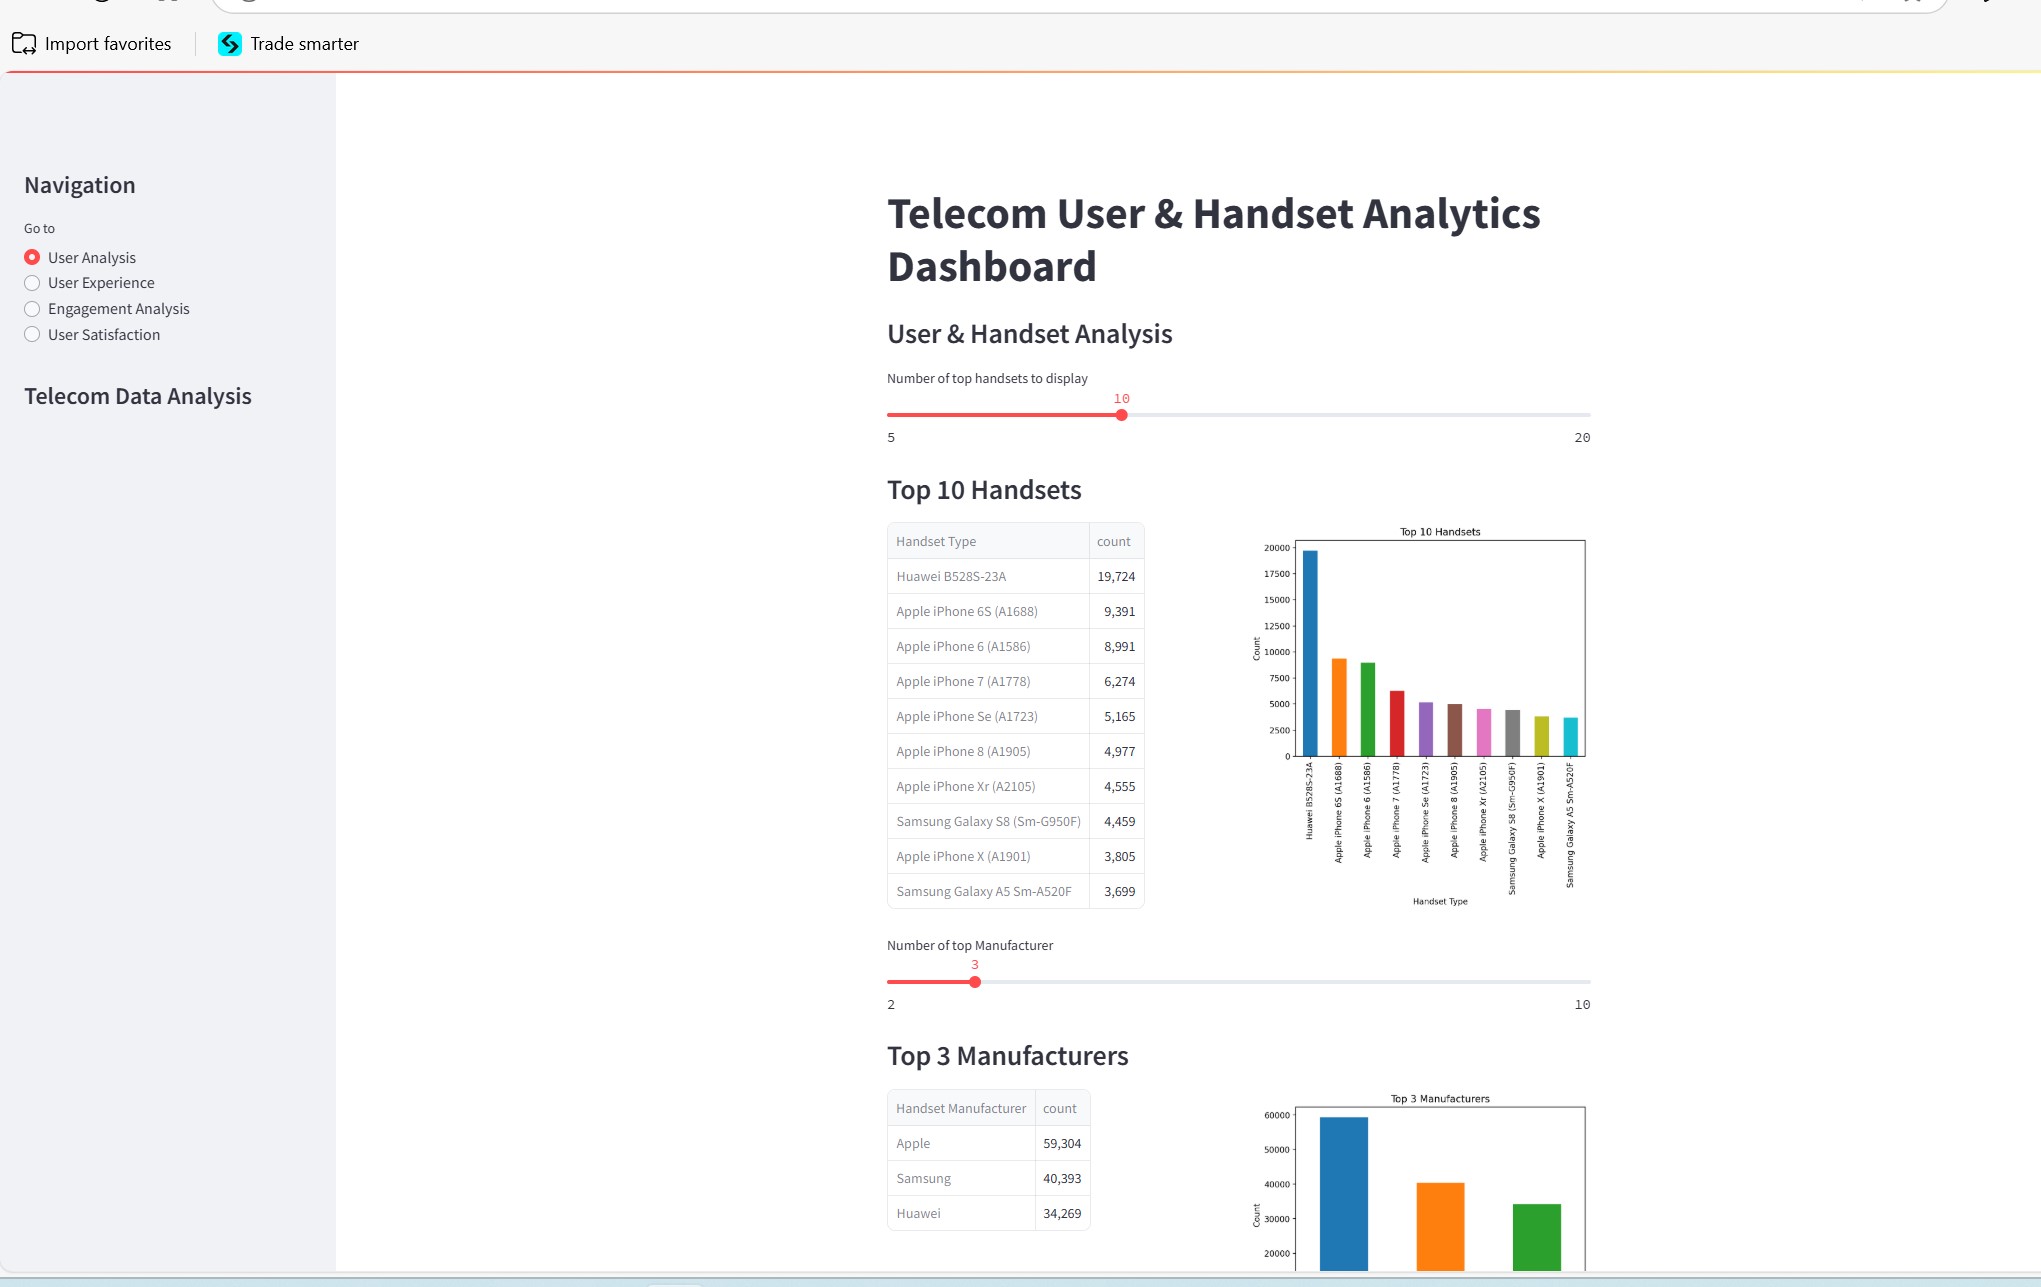 Import favorites
Trade smarter
Navigation
Go to
User Analysis
User Experience
Engagement Analysis
User Satisfaction
Telecom Data Analysis
Telecom User & Handset Analytics
Dashboard
User & Handset Analysis
Number of top handsets to display
10
5 20
Top 10 Handsets
Handset Type count
Huawei B528S-23A 19,724
Apple iPhone 6S (A1688) 9,391
Apple iPhone 6 (A1586) 8,991
Apple iPhone 7 (A1778) 6,274
Apple iPhone Se (A1723) 5,165
Apple iPhone 8 (A1905) 4,977
Apple iPhone Xr (A2105) 4,555
Samsung Galaxy S8 (Sm-G950F) 4,459
Apple iPhone X (A1901) 3,805
Samsung Galaxy A5 Sm-A520F 3,699
Top 10 Handsets
20000
17500
15000
12500
10000
7500
5000
2500
0
Count
Huawei B528S-23A
Apple iPhone 6S (A1688)
Apple iPhone 6 (A1586)
Apple iPhone 7 (A1778)
Apple iPhone Se (A1723)
Apple iPhone 8 (A1905)
Apple iPhone Xr (A2105)
Samsung Galaxy S8 (Sm-G950F)
Apple iPhone X (A1901)
Samsung Galaxy A5 Sm-A520F
Handset Type
Number of top Manufacturer
3
2 10
Top 3 Manufacturers
Handset Manufacturer count
Apple 59,304
Samsung 40,393
Huawei 34,269
Top 3 Manufacturers
60000
50000
40000
30000
20000
Count